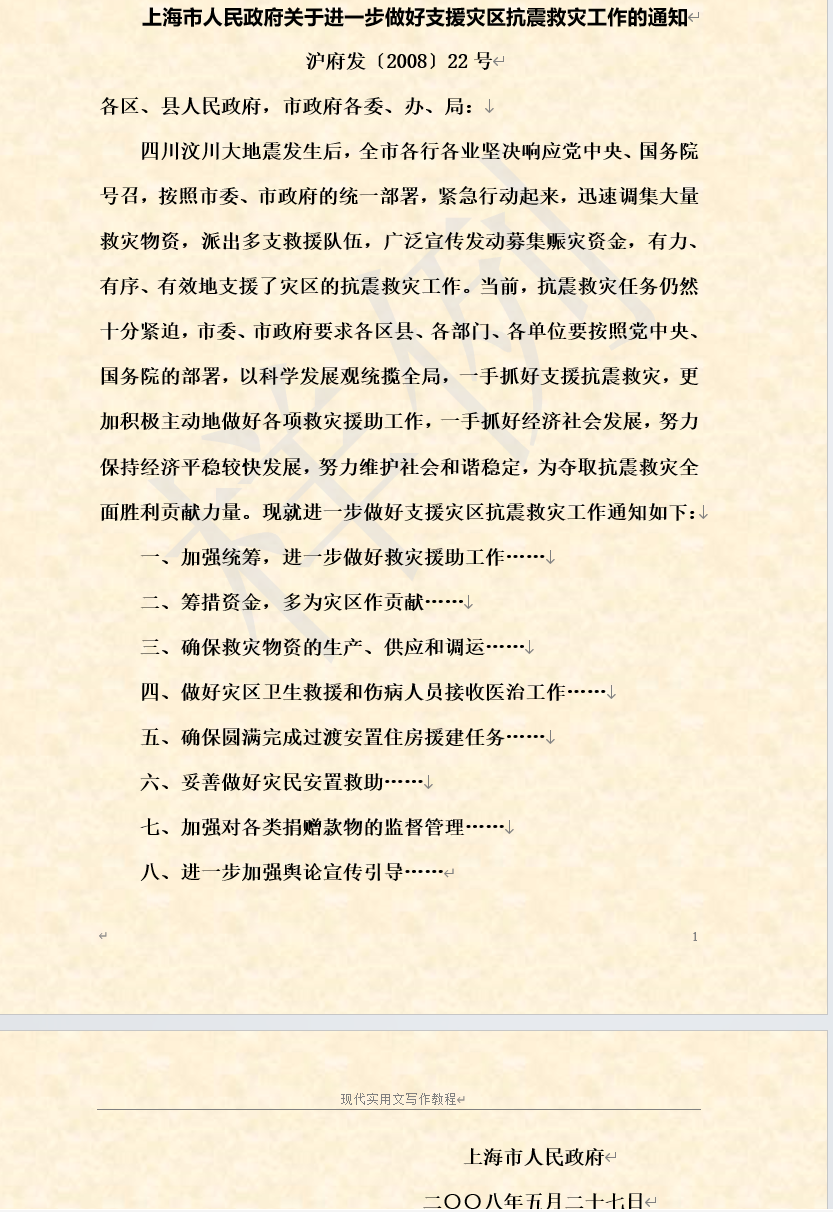 上海市人民政府关于进一步做好支援灾区抗震救灾工作的通知
沪府发〔2008〕22 号
各区、县人民政府，市政府各委、办、局：
四川汶川大地震发生后，全市各行各业坚决响应党中央、国务院
号召，按照市委、市政府的统一部署，紧急行动起来，迅速调集大量
救灾物资，派出多支救援队伍，广泛宣传发动募集赈灾资金，有力、
有序、有效地支援了灾区的抗震救灾工作。当前，抗震救灾任务仍然
十分紧迫，市委、市政府要求各区县、各部门、各单位要按照党中央、
国务院的部署，以科学发展观统揽全局，一手抓好支援抗震救灾，更
加积极主动地做好各项救灾援助工作，一手抓好经济社会发展，努力
保持经济平稳较快发展，努力维护社会和谐稳定，为夺取抗震救灾全
面胜利贡献力量。现就进一步做好支援灾区抗震救灾工作通知如下：
一、加强统筹，进一步做好救灾援助工作……
二、筹措资金，多为灾区作贡献……
三、确保救灾物资的生产、供应和调运……
四、做好灾区卫生救援和伤病人员接收医治工作……
五、确保圆满完成过渡安置住房援建任务……
六、妥善做好灾民安置救助……
七、加强对各类捐赠款物的监督管理……
八、进一步加强舆论宣传引导……
样例
1
现代实用文写作教程
上海市人民政府
二〇〇八年五月二十七日